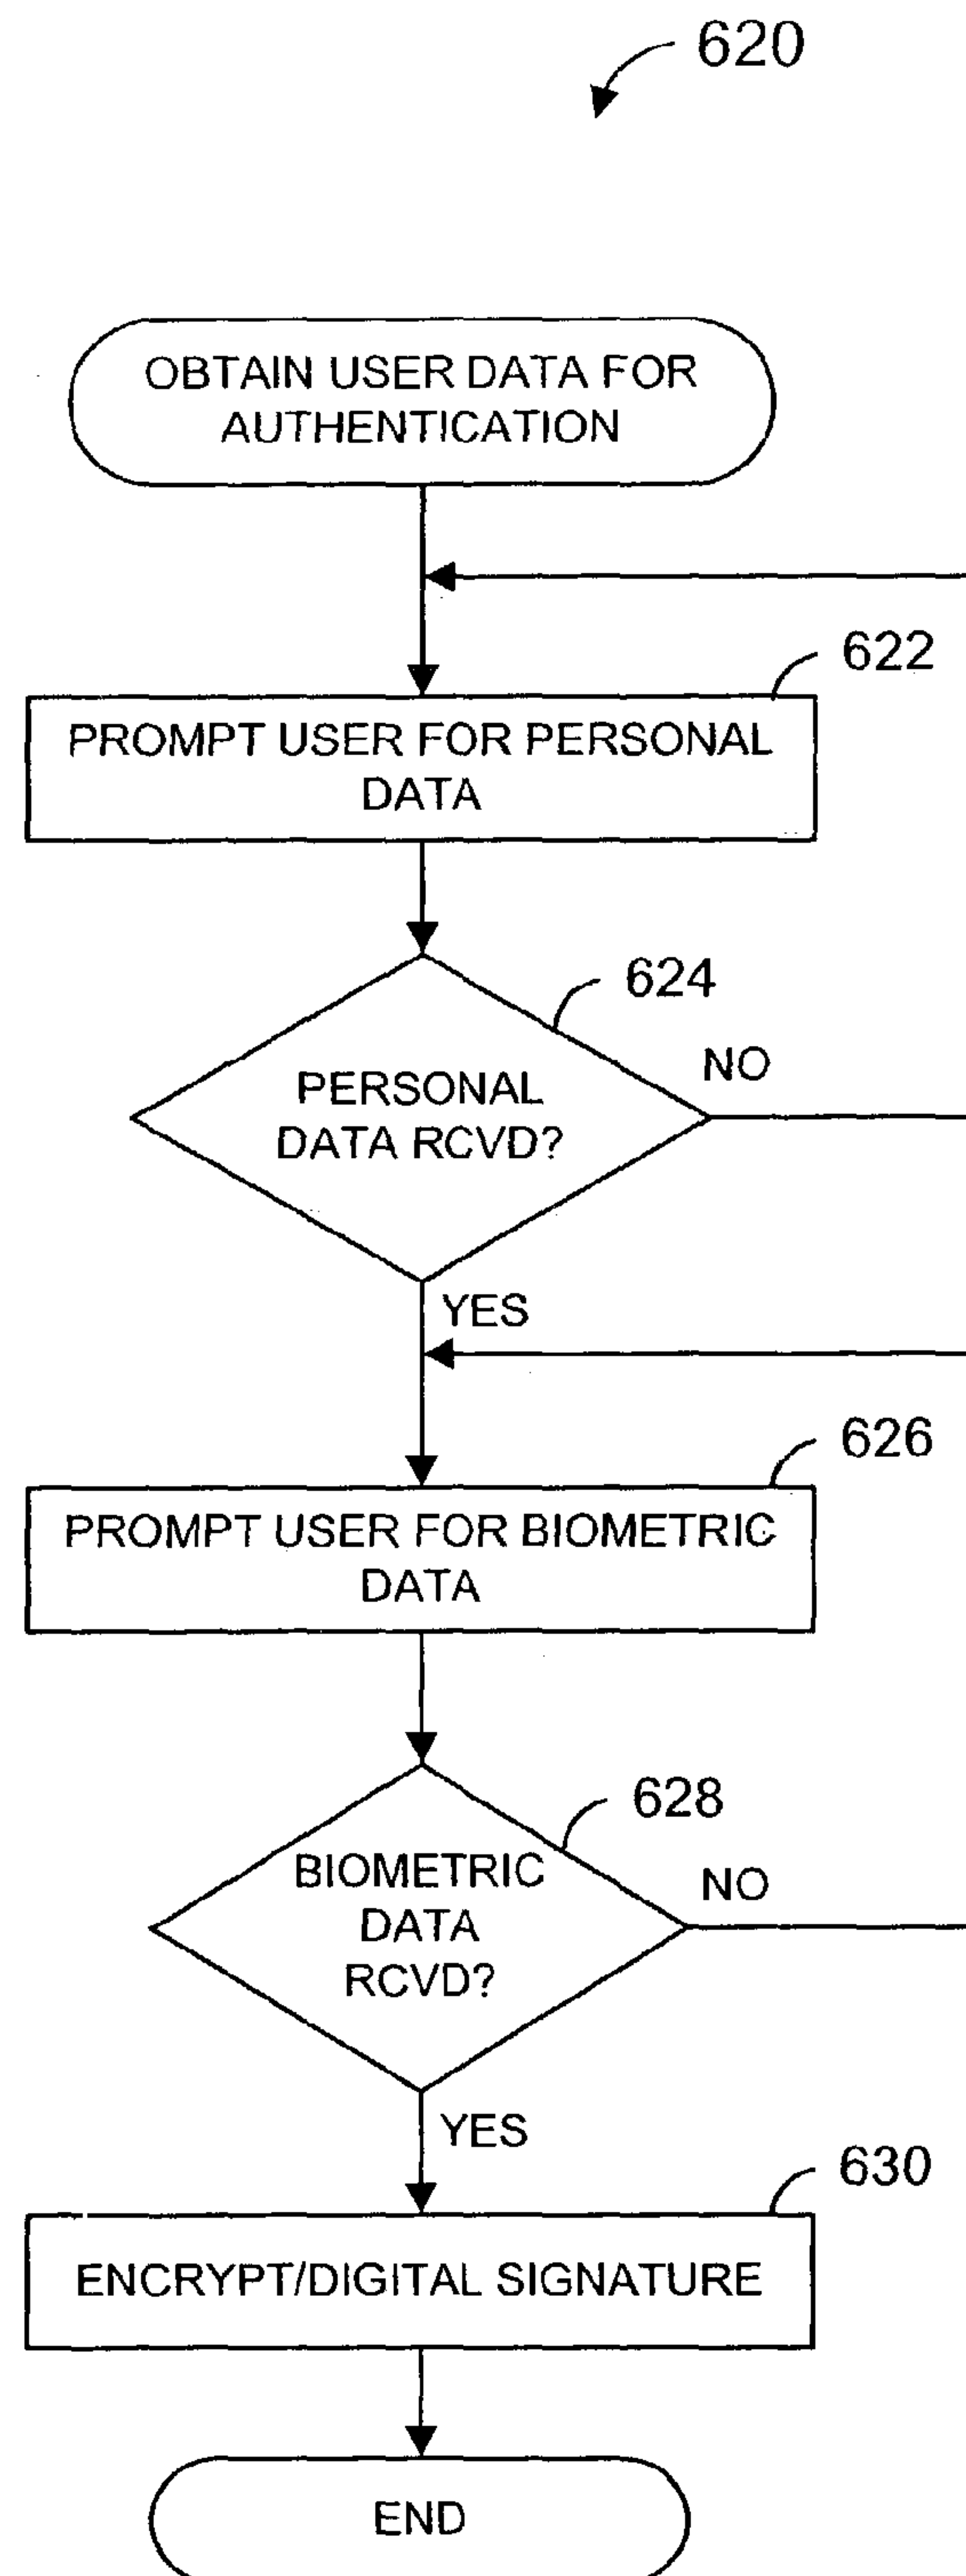 620
OBTAIN USER DATA FOR
AUTHENTICATION
622
PROMPT USER FOR PERSONAL
DATA
624
NO
PERSONAL
DATA RCVD?
YES
626
PROMPT USER FOR BIOMETRIC
DATA
628
NO
BIOMETRIC
DATA
RCVD?
YES
630
ENCRYPT/DIGITAL SIGNATURE
END